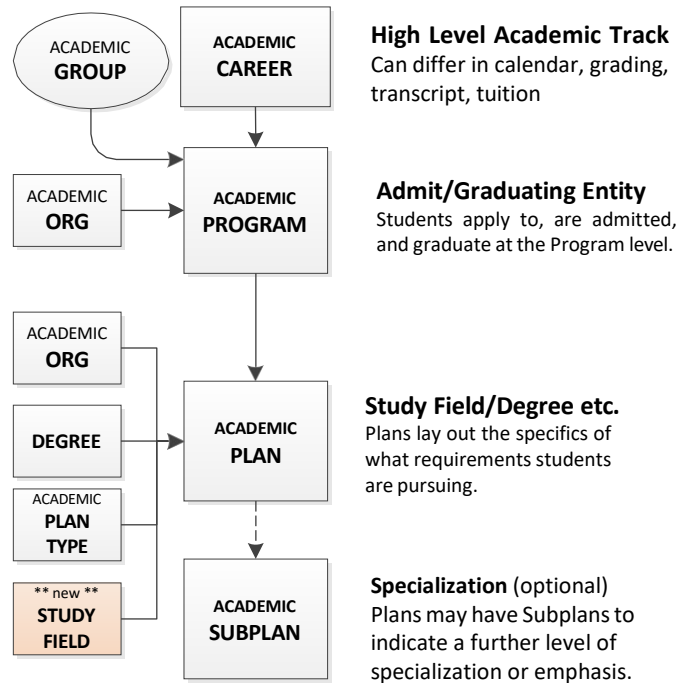 ACADEMIC
GROUP
ACADEMIC
CAREER
High Level Academic Track
Can differ in calendar, grading,
transcript, tuition
ACADEMIC
ORG
ACADEMIC
PROGRAM
Admit/Graduating Entity
Students apply to, are admitted,
and graduate at the Program level.
ACADEMIC
ORG
DEGREE
ACADEMIC
PLAN
TYPE
** new **
STUDY
FIELD
ACADEMIC
PLAN
Study Field/Degree etc.
Plans lay out the specifics of
what requirements students
are pursuing.
ACADEMIC
SUBPLAN
Specialization (optional)
Plans may have Subplans to
indicate a further level of
specialization or emphasis.